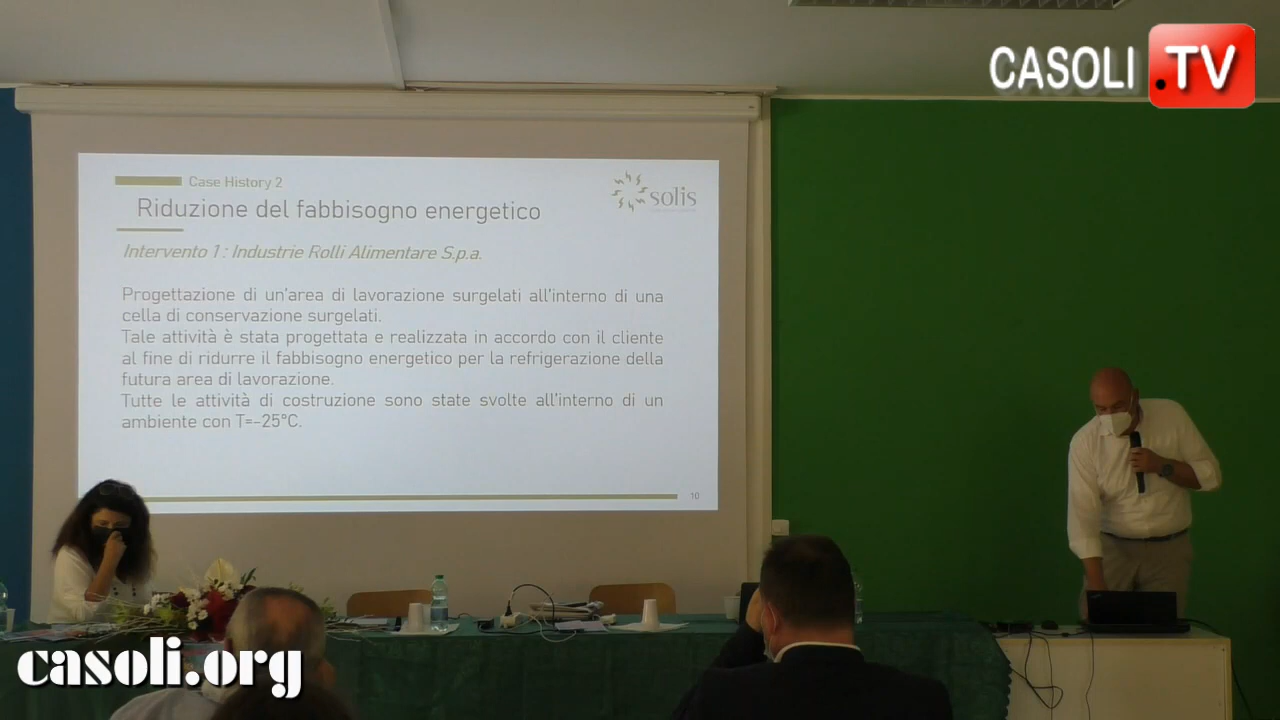 CASOLI .TV
Case History 2
solis
Riduzione del fabbisogno energetico
Intervento 1 : Industrie Rolli Alimentare S.p.a.
Progettazione di un'area di lavorazione surgelati all'interno di una
cella di conservazione surgelati.
Tale attività è stata progettata e realizzata in accordo con il cliente
al fine di ridurre il fabbisogno energetico per la refrigerazione della
futura area di lavorazione.
Tutte le attività di costruzione sono state svolte all'interno di un
ambiente con T=-25°C.
10
casoli.org